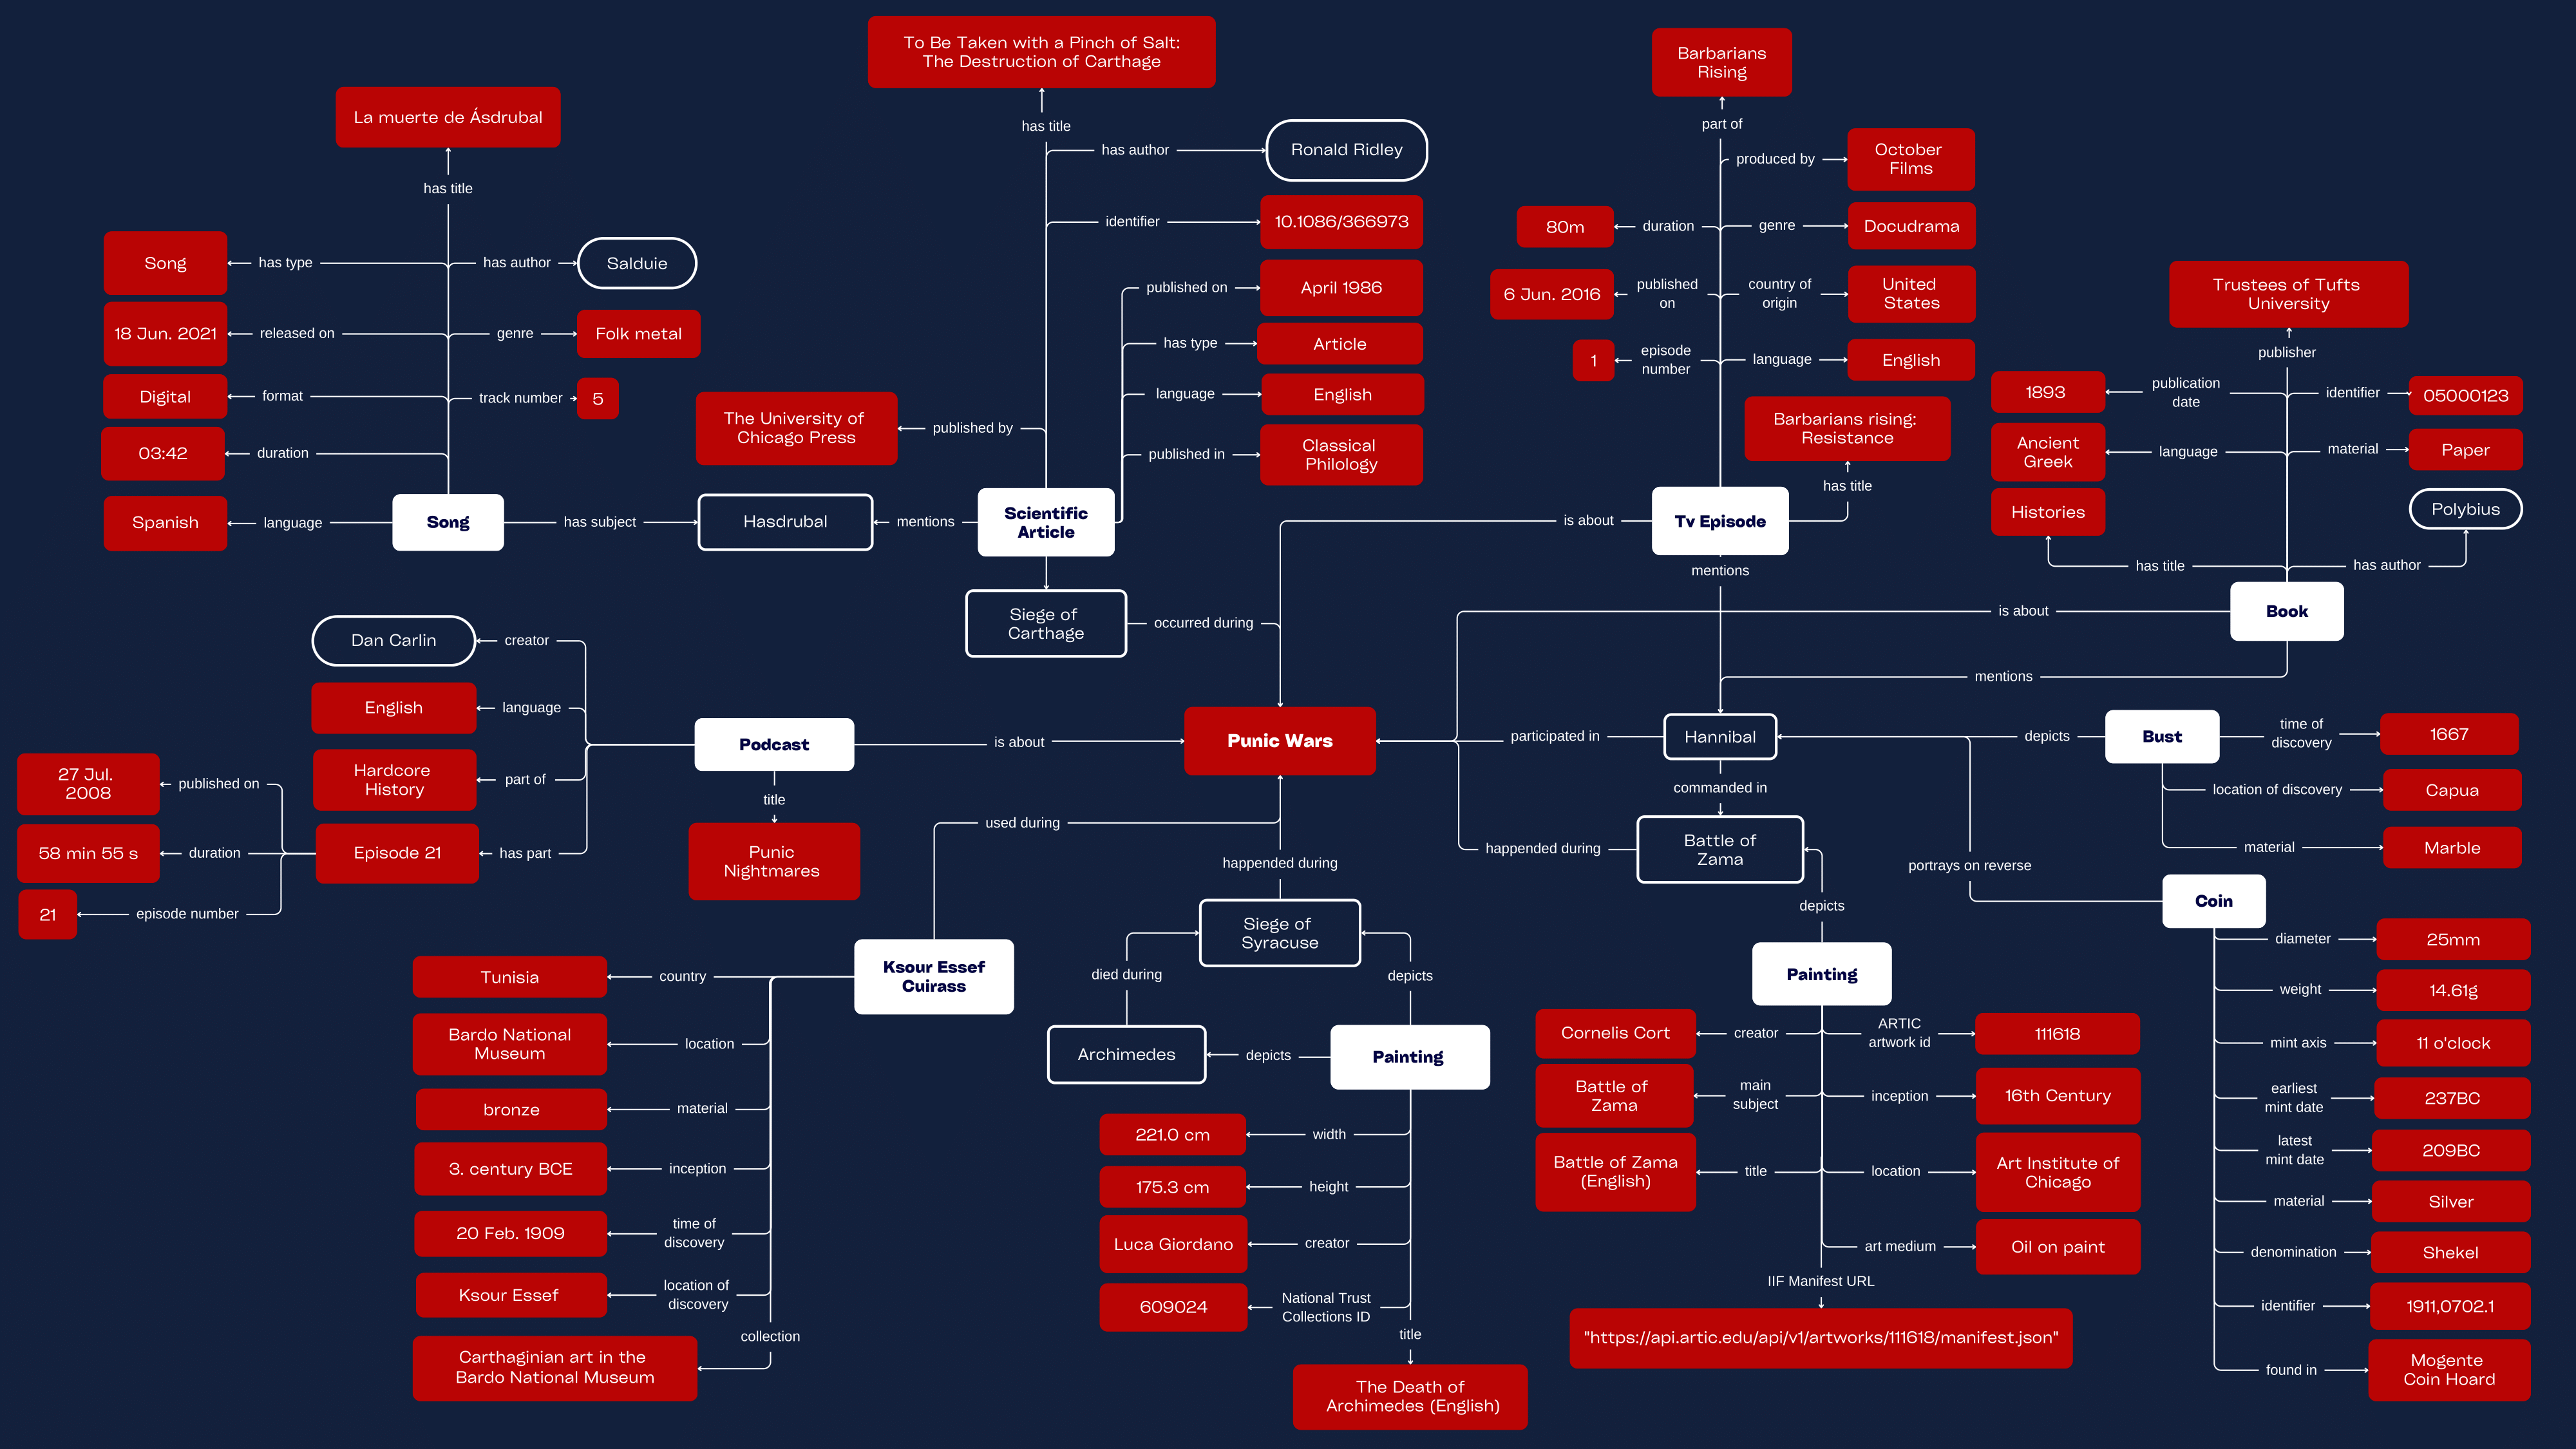 To Be Taken with a Pinch of Salt:
The Destruction of Carthage
has title
has author
Ronald Ridley
identifier
10.1086/366973
published on
April 1986
has type
Article
language
English
published in
Classical
Philology
The University of
Chicago Press
published by
Scientific
Article
mentions
Hasdrubal
Siege of
Carthage
occurred during
La muerte de Ásdrubal
has title
Song
has type
has author
Salduie
18 Jun. 2021
released on
genre
Folk metal
Digital
format
track number
5
03:42
duration
Spanish
language
Song
has subject
Barbarians
Rising
part of
produced by
October
Films
80m
duration
genre
Docudrama
6 Jun. 2016
published
on
country of
origin
United
States
1
episode
number
language
English
Barbarians rising:
Resistance
has title
is about
Tv Episode
mentions
Trustees of Tufts
University
publisher
1893
publication
date
identifier
05000123
Ancient
Greek
language
material
Paper
Histories
Polybius
has title
has author
is about
Book
mentions
Dan Carlin
creator
English
language
Hardcore
History
part of
Podcast
is about
title
Punic
Nightmares
27 Jul.
2008
published on
58 min 55 s
duration
Episode 21
has part
21
episode number
Punic Wars
participated in
Hannibal
depicts
Bust
time of
discovery
1667
location of discovery
Capua
material
Marble
commanded in
Battle of
Zama
happened during
portrays on reverse
Coin
diameter
25mm
weight
14.61g
mint axis
11 o'clock
earliest
mint date
237BC
latest
mint date
209BC
material
Silver
denomination
Shekel
identifier
1911,0702.1
found in
Mogente
Coin Hoard
used during
Ksour Essef
Cuirass
Tunisia
country
Bardo National
Museum
location
bronze
material
3. century BCE
inception
20 Feb. 1909
time of
discovery
Ksour Essef
location of
discovery
collection
Carthaginian art in the
Bardo National Museum
happened during
Siege of
Syracuse
died during
depicts
Archimedes
depicts
Painting
221.0 cm
width
175.3 cm
height
Luca Giordano
creator
609024
National Trust
Collections ID
title
The Death of
Archimedes (English)
depicts
Painting
Cornelis Cort
creator
ARTIC
artwork id
111618
Battle of
Zama
main
subject
inception
16th Century
Battle of Zama
(English)
title
location
Art Institute of
Chicago
art medium
Oil on paint
IIF Manifest URL
"https://api.artic.edu/api/v1/artworks/111618/manifest.json"